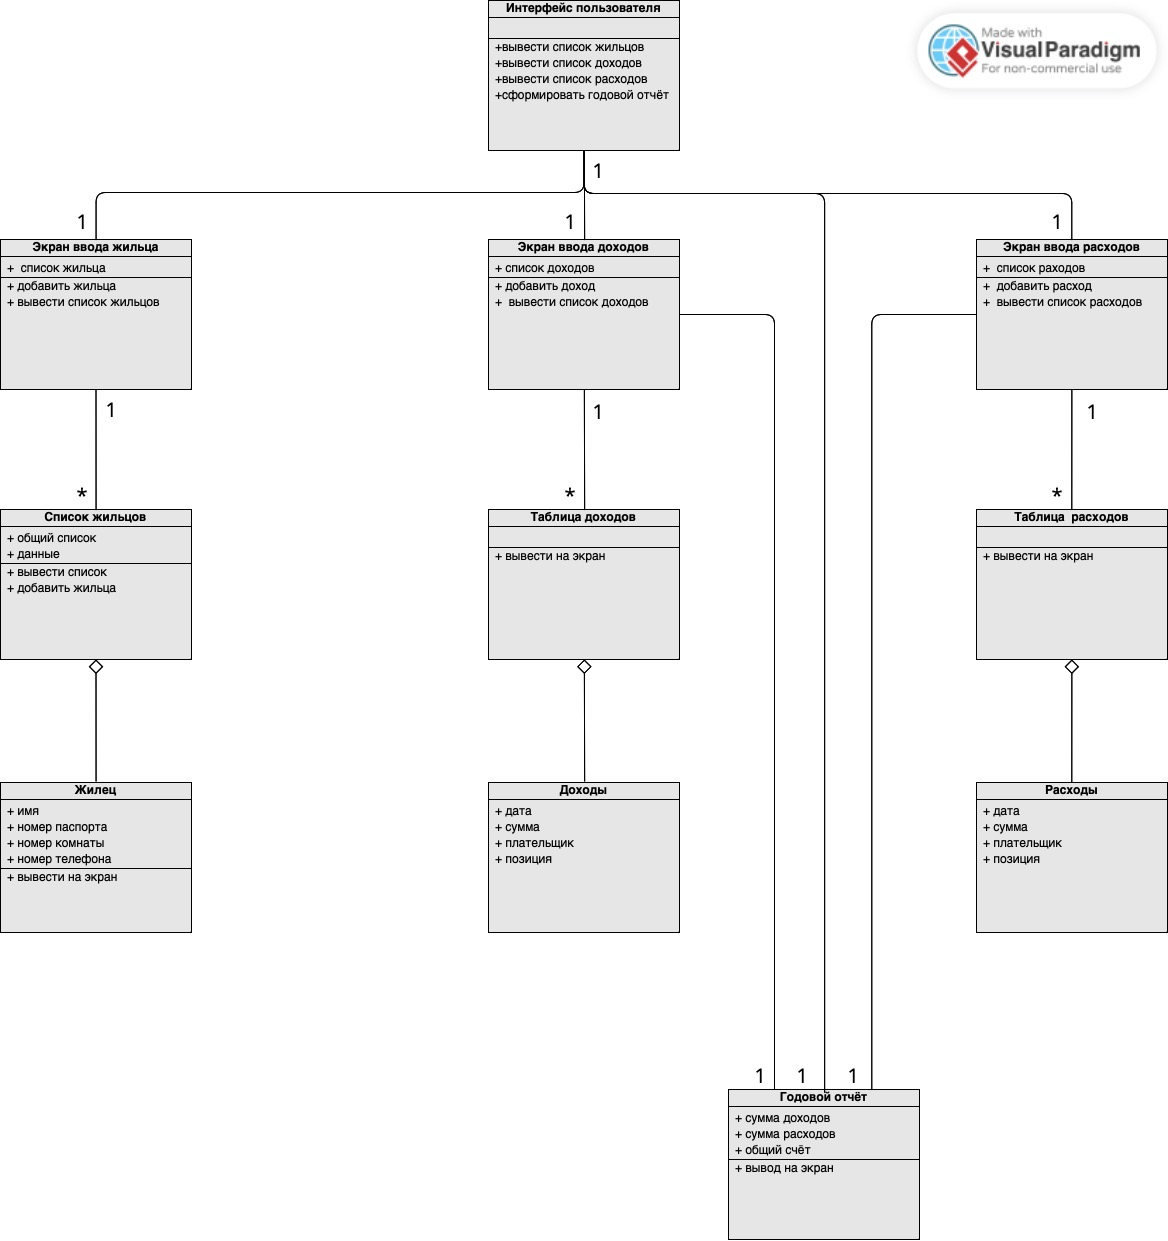 Интерфейс пользователя
+вывести список жильцов
+вывести список доходов
+вывести список расходов
+сформировать годовой отчёт
Made with
VisualParadigm
For non-commercial use
1
1
1
1
Экран ввода жильца
+ список жильца
+ добавить жильца
+ вывести список жильцов
Экран ввода доходов
+ список доходов
+ добавить доход
+ вывести список доходов
Экран ввода расходов
+ список раходов
+ добавить расход
+ вывести список расходов
1
1
1
*
*
*
Список жильцов
+ общий список
+ данные
+ вывести список
+ добавить жильца
Таблица доходов
+ вывести на экран
Таблица расходов
+ вывести на экран
Жилец
+ имя
+ номер паспорта
+ номер комнаты
+ номер телефона
+ вывести на экран
Доходы
+ дата
+ сумма
+ плательщик
+ позиция
Расходы
+ дата
+ сумма
+ плательщик
+ позиция
1
1
1
Годовой отчёт
+ сумма доходов
+ сумма расходов
+ общий счёт
+ вывод на экран